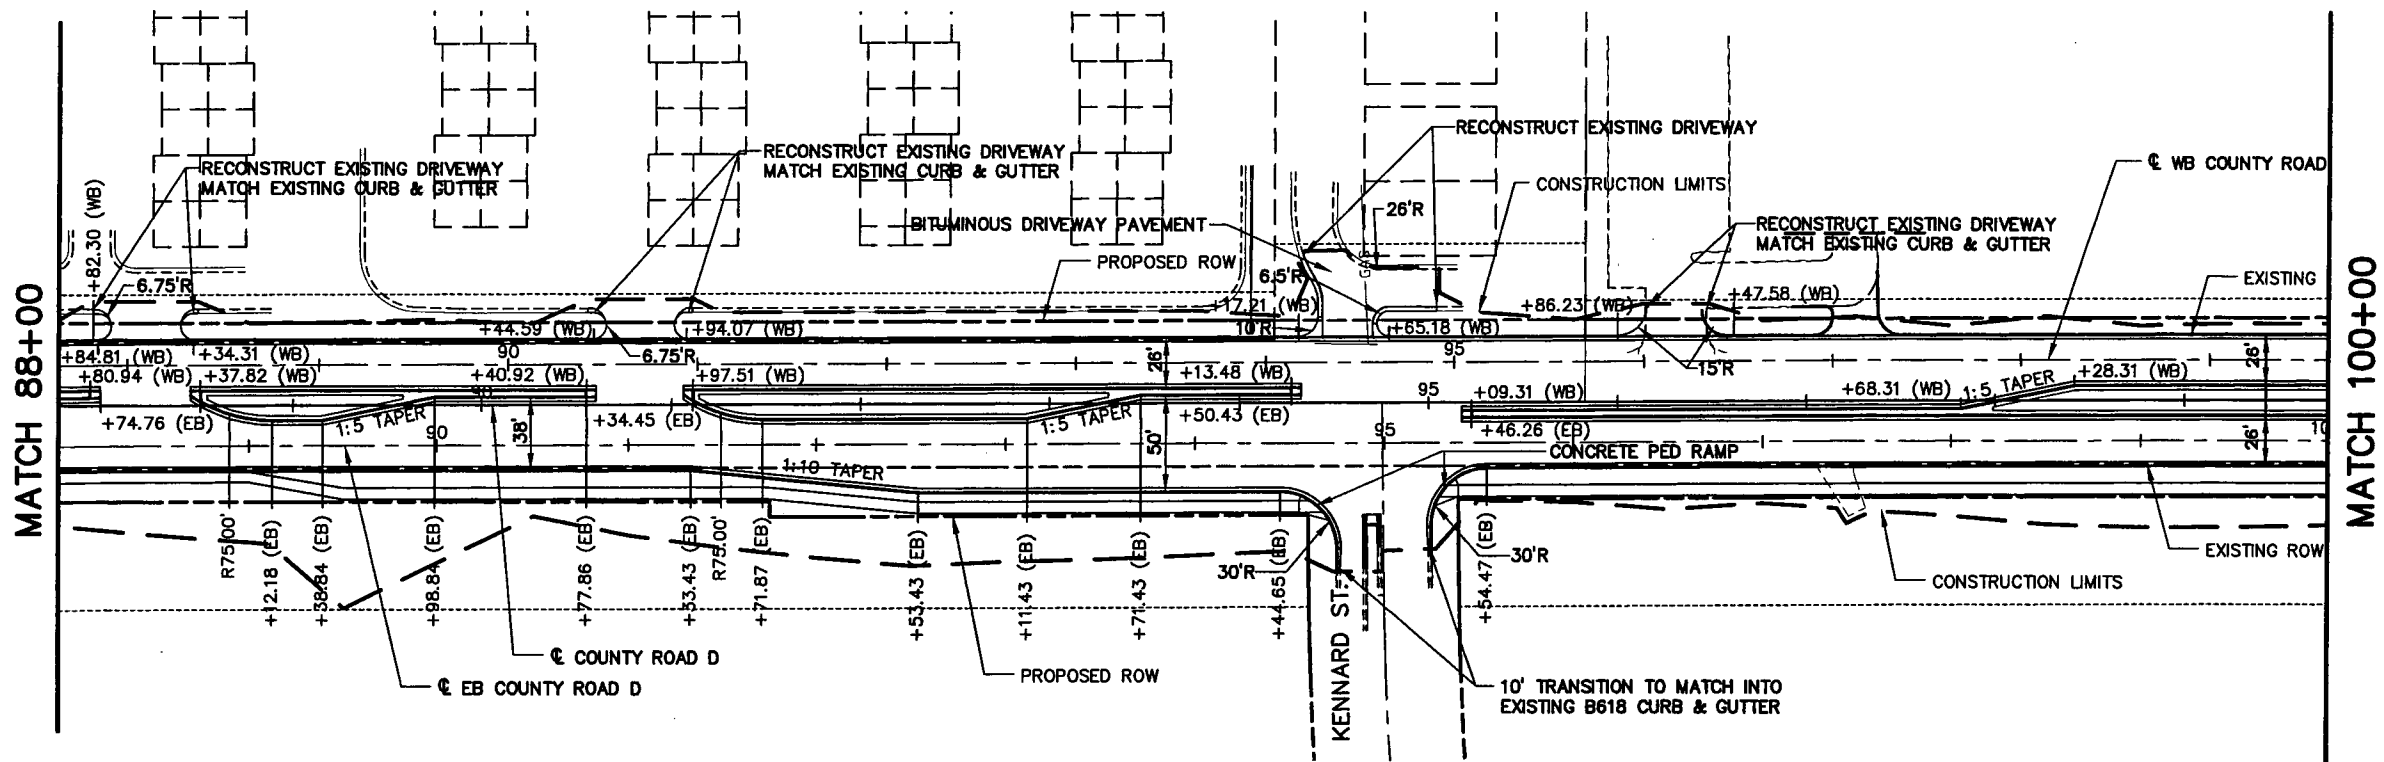 MATCH 88+00
+82.30 (WB)
RECONSTRUCT EXISTING DRIVEWAY
MATCH EXISTING CURB & GUTTER
6.75'R
RECONSTRUCT EXISTING DRIVEWAY
MATCH EXISTING CURB & GUTTER
BITUMINOUS DRIVEWAY PAVEMENT
PROPOSED ROW
RECONSTRUCT EXISTING DRIVEWAY
CONSTRUCTION LIMITS
26'R
GAS
6.5'R
RECONSTRUCT EXISTING DRIVEWAY
MATCH EXISTING CURB & GUTTER
℄ WB COUNTY ROAD
EXISTING
+44.59 (WB)
+94.07 (WB)
+17.21 (WB)
10'R
+65.18 (WB)
+86.23 (WB)
+47.58 (WB)
+84.81 (WB)
+34.31 (WB)
90
6.75'R
26'
95
15'R
26'
+80.94 (WB)
+37.82 (WB)
+40.92 (WB)
+97.51 (WB)
+13.48 (WB)
95
+09.31 (WB)
+68.31 (WB)
1:5 TAPER
+28.31 (WB)
90
+74.76 (EB)
1:5 TAPER
90
38'
+34.45 (EB)
1:5 TAPER
50'
+50.43 (EB)
95
+46.26 (EB)
26'
10
1:10 TAPER
CONCRETE PED RAMP
R75.00'
+12.18 (EB)
+38.84 (EB)
+98.84 (EB)
+77.86 (EB)
+33.43 (EB)
R75.00'
+71.87 (EB)
+53.43 (EB)
+11.43 (EB)
+71.43 (EB)
+44.65 (EB)
30'R
+54.47 (EB)
30'R
EXISTING ROW
CONSTRUCTION LIMITS
℄ COUNTY ROAD D
℄ EB COUNTY ROAD D
PROPOSED ROW
KENNARD ST.
10' TRANSITION TO MATCH INTO
EXISTING B618 CURB & GUTTER
MATCH 100+00